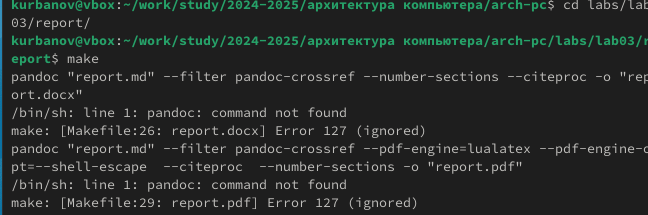 kurbanov@vbox:~/work/study/2024-2025/архитектура компьютера/arch-pc$ cd labs/lab
03/report/
kurbanov@vbox:~/work/study/2024-2025/архитектура компьютера/arch-pc/labs/lab03/r
eport$ make
pandoc "report.md" --filter pandoc-crossref --number-sections --citeproc -o "rep
ort.docx"
/bin/sh: line 1: pandoc: command not found
make: [Makefile:26: report.docx] Error 127 (ignored)
pandoc "report.md" --filter pandoc-crossref --pdf-engine=lualatex --pdf-engine-o
pt=--shell-escape  --citeproc  --number-sections -o "report.pdf"
/bin/sh: line 1: pandoc: command not found
make: [Makefile:29: report.pdf] Error 127 (ignored)